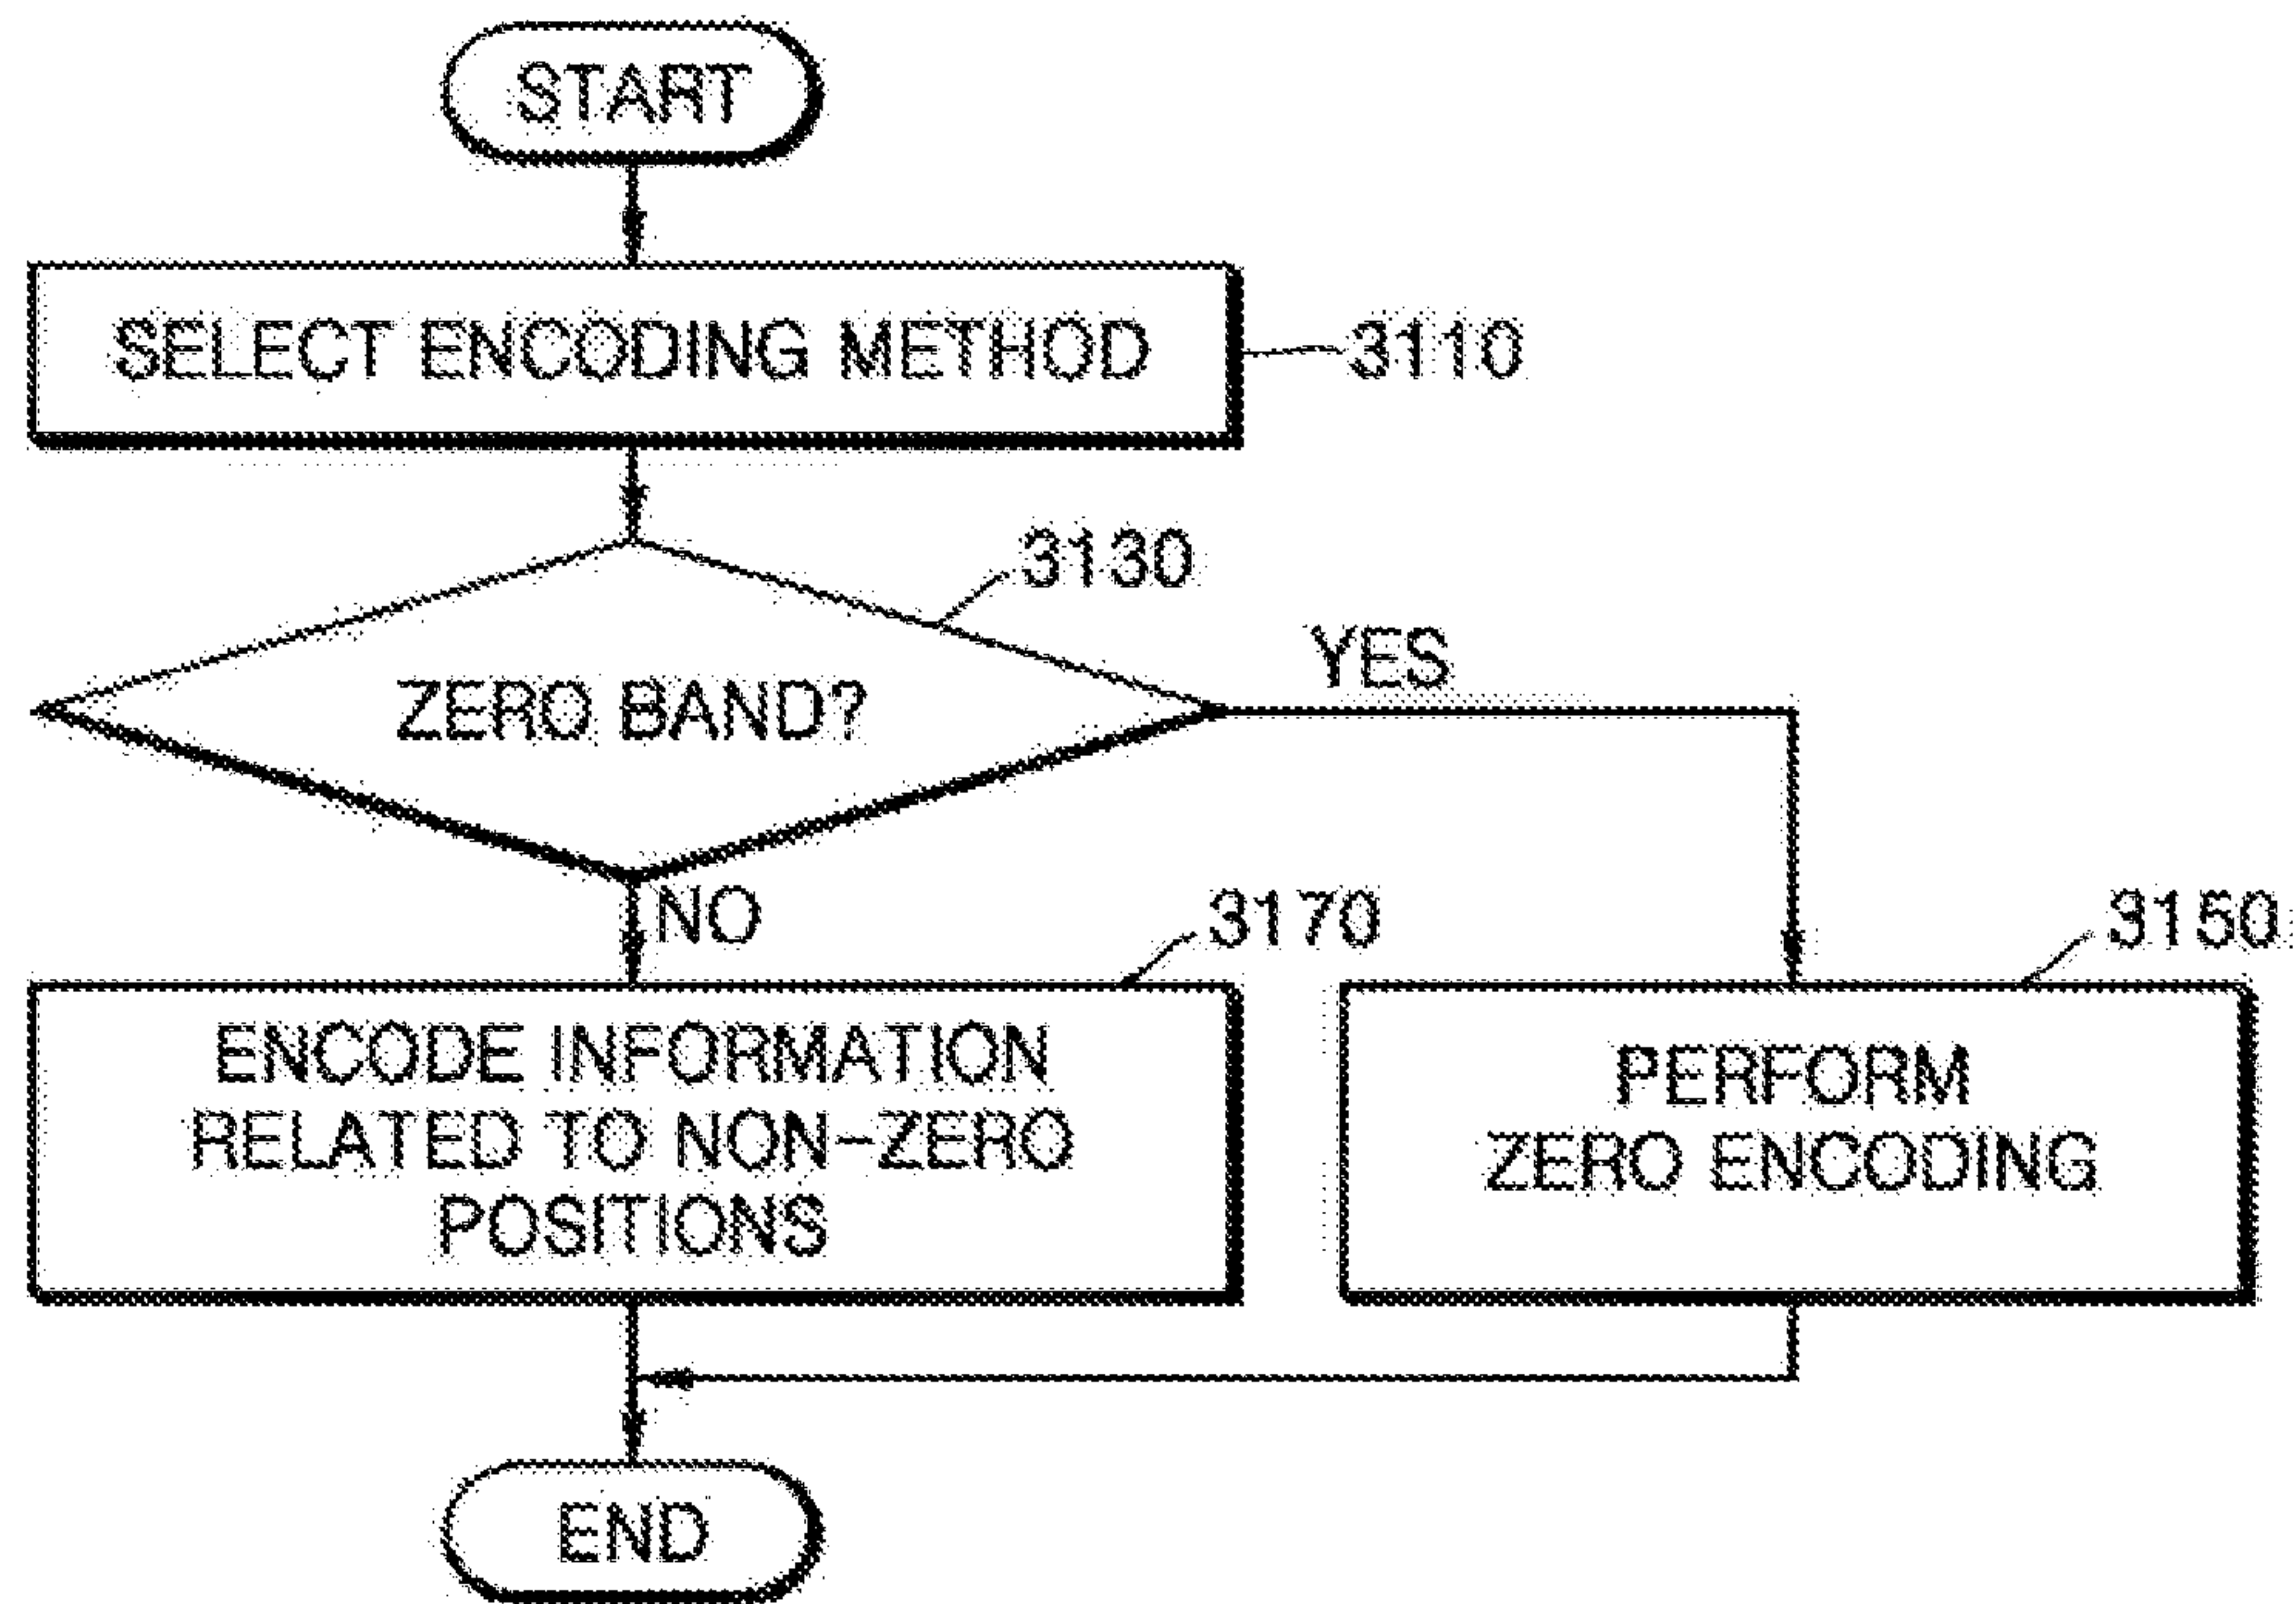 START
SELECT ENCODING METHOD
3110
3130
ZERO BAND?
YES
NO
3170
3150
ENCODE INFORMATION
RELATED TO NON-ZERO
POSITIONS
PERFORM
ZERO ENCODING
END